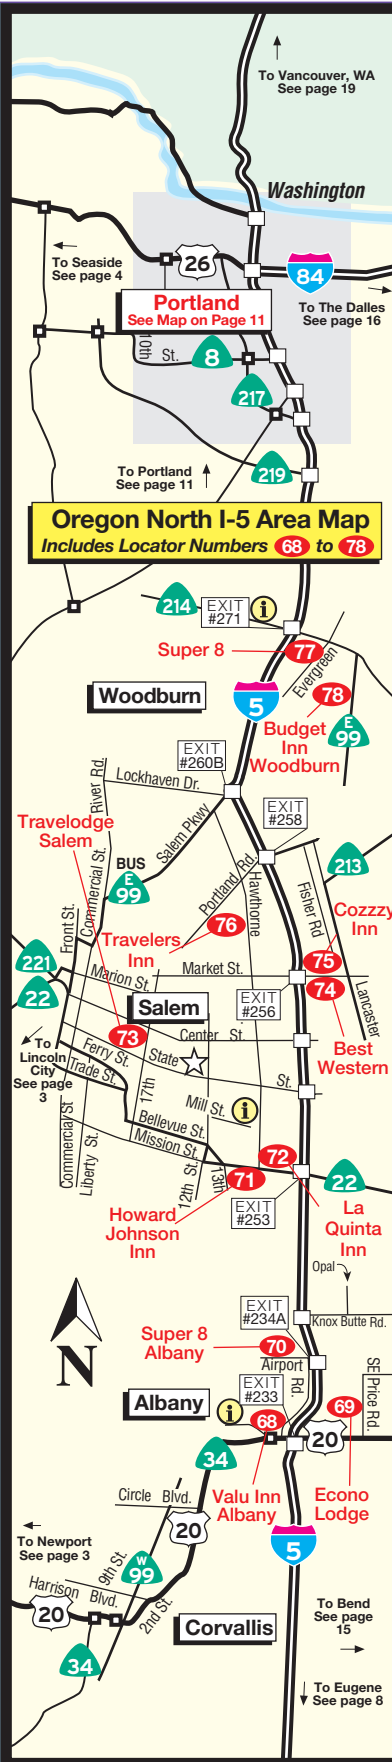 To Vancouver, WA
See page 19
Washington
To Seaside
See page 4
26
84
To The Dalles
See page 16
Portland
See Map on Page 11
10th
St.
8
217
To Portland
See page 11
219
Oregon North I-5 Area Map
Includes Locator Numbers 68 to 78
214
EXIT
#271
i
Super 8
77
Evergreen
78
Woodburn
5
Budget
Inn
Woodburn
E
99
EXIT
#260B
Lockhaven Dr.
River Rd.
Travelodge
Salem
Salem Pkwy
EXIT
#258
Commercial St.
BUS
E
99
Portland Rd.
Hawthorne
213
Fisher Rd
Cozzzy
Inn
Front St.
76
Travelers
Inn
75
221
22
Marion St.
Market St.
74
Lancaster
Salem
EXIT
#256
73
Center St.
Best
Western
To
Lincoln
City
See page
3
Ferry St.
State
St.
Trade St.
17th
Mill St.
i
Commercial St
Liberty St.
Bellevue St.
Mission St.
12th St.
13th
71
72
22
EXIT
#253
Howard
Johnson
Inn
La
Quinta
Inn
Opal
N
EXIT
#234A
Knox Butte Rd.
Super 8
Albany
70
Airport
Rd.
SE Price Rd.
EXIT
#233
Albany
i
68
69
20
34
Valu Inn
Albany
Econo
Lodge
Circle Blvd.
20
5
To Newport
See page 3
9th St.
W
99
Harrison
Blvd.
2nd St.
20
Corvallis
To Bend
See page
15
34
To Eugene
See page 8